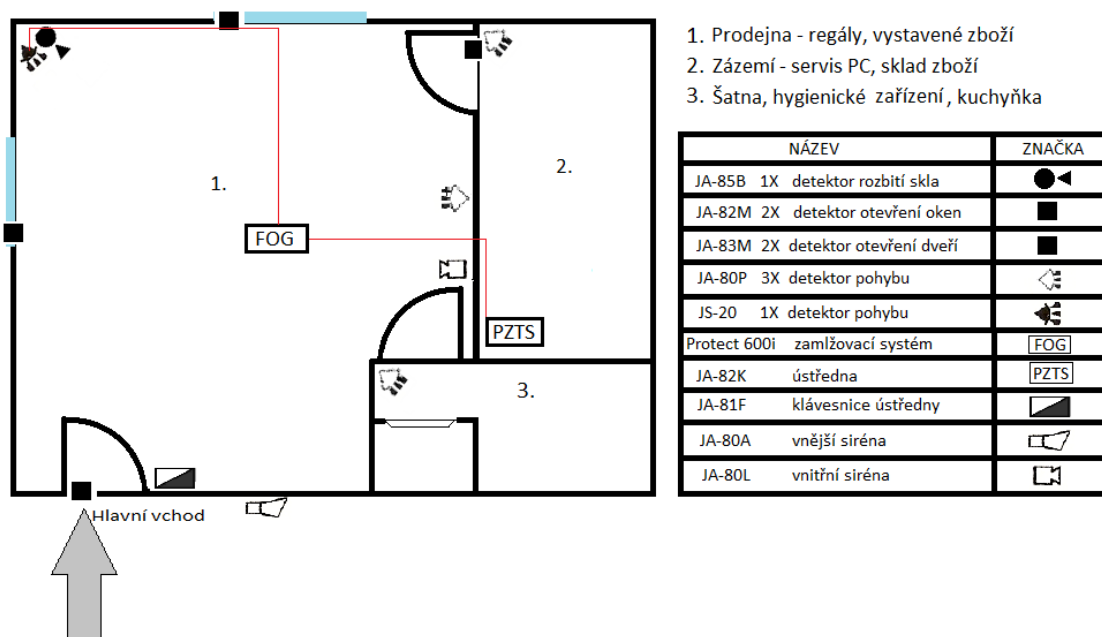 1. Prodejna - regály, vystavené zboží
2. Zázemí - servis PC, sklad zboží
3. Šatna, hygienické zařízení, kuchyňka
1.
2.
FOG
PZTS
3.
Hlavní vchod
NÁZEV ZNAČKA
JA-85B 1X detektor rozbití skla
JA-82M 2X detektor otevření oken
JA-83M 2X detektor otevření dveří
JA-80P 3X detektor pohybu
JS-20 1X detektor pohybu
Protect 600i zamlžovací systém FOG
JA-82K ústředna PZTS
JA-81F klávesnice ústředny
JA-80A vnější siréna
JA-80L vnitřní siréna